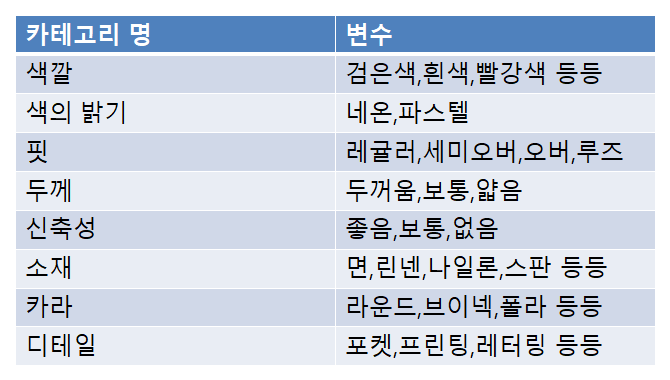 카테고리 명 변수
색깔 검은색,흰색,빨강색 등등
색의 밝기 네온,파스텔
핏 레귤러,세미오버,오버,루즈
두께 두꺼움,보통,얇음
신축성 좋음,보통,없음
소재 면,린넨,나일론,스판 등등
카라 라운드,브이넥,폴라 등등
디테일 포켓,프린팅,레터링 등등